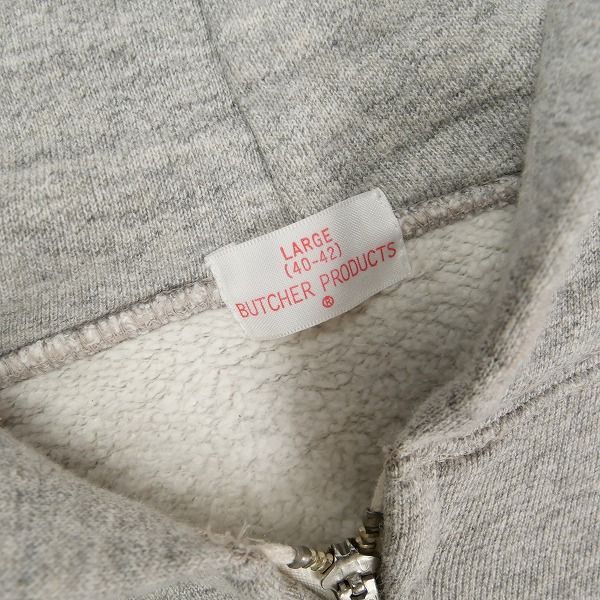 LARGE
(40-42)
BUTCHER PRODUCTS
®